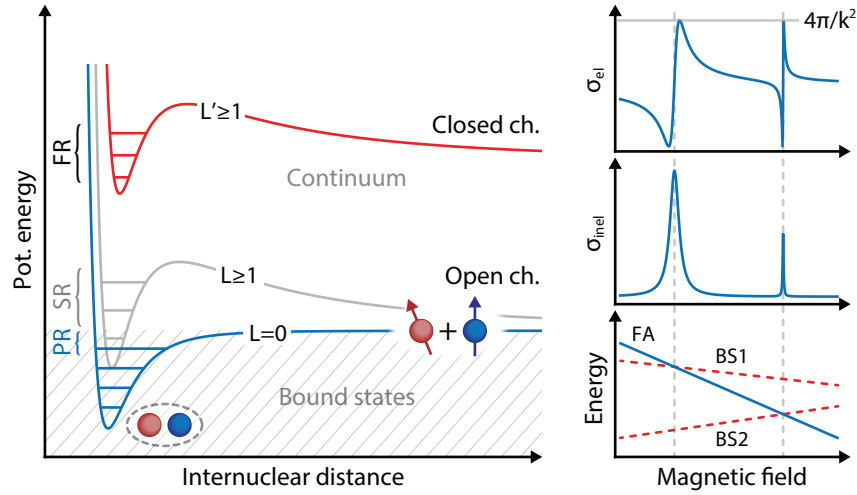 Pot. energy
FR
SR
PR
L'≥1
Closed ch.
Continuum
L≥1
Open ch.
L=0
+
Bound states
Internuclear distance
σel
4π/k²
σinel
Energy
FA
BS1
BS2
Magnetic field